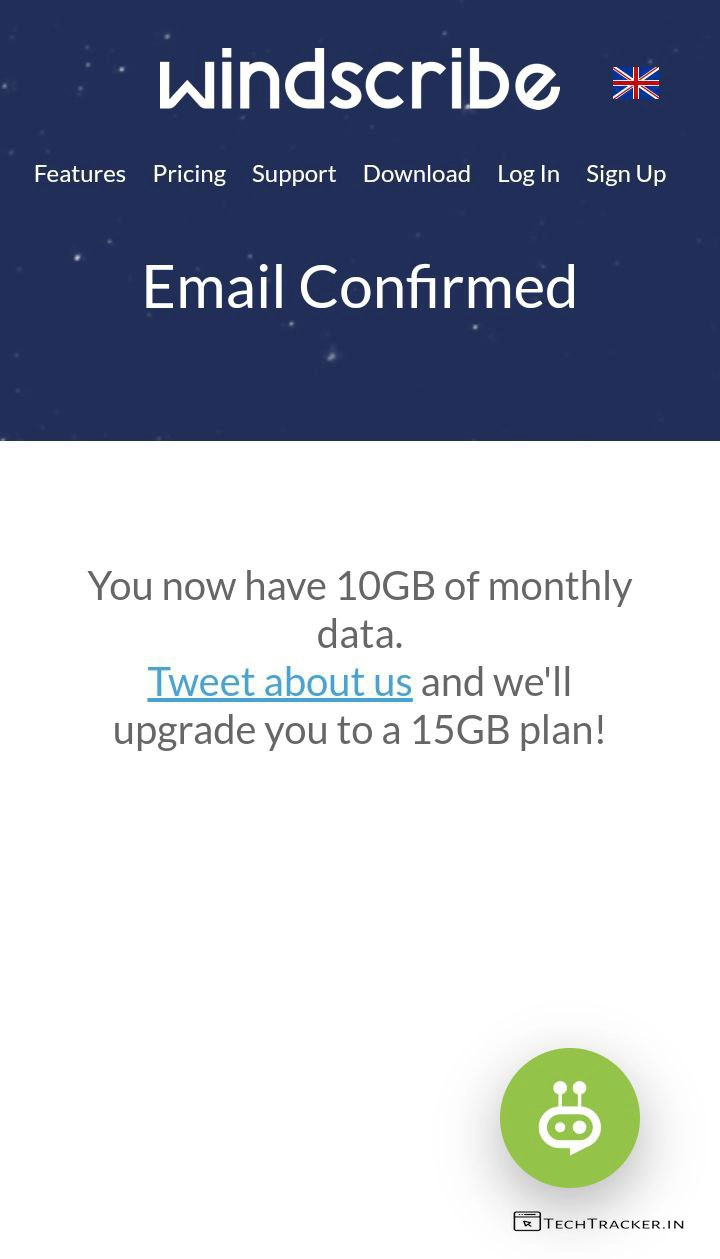 windscribe
Features Pricing Support Download Log In Sign Up
Email Confirmed
You now have 10GB of monthly
data.
Tweet about us and we'll
upgrade you to a 15GB plan!
TechTracker.in